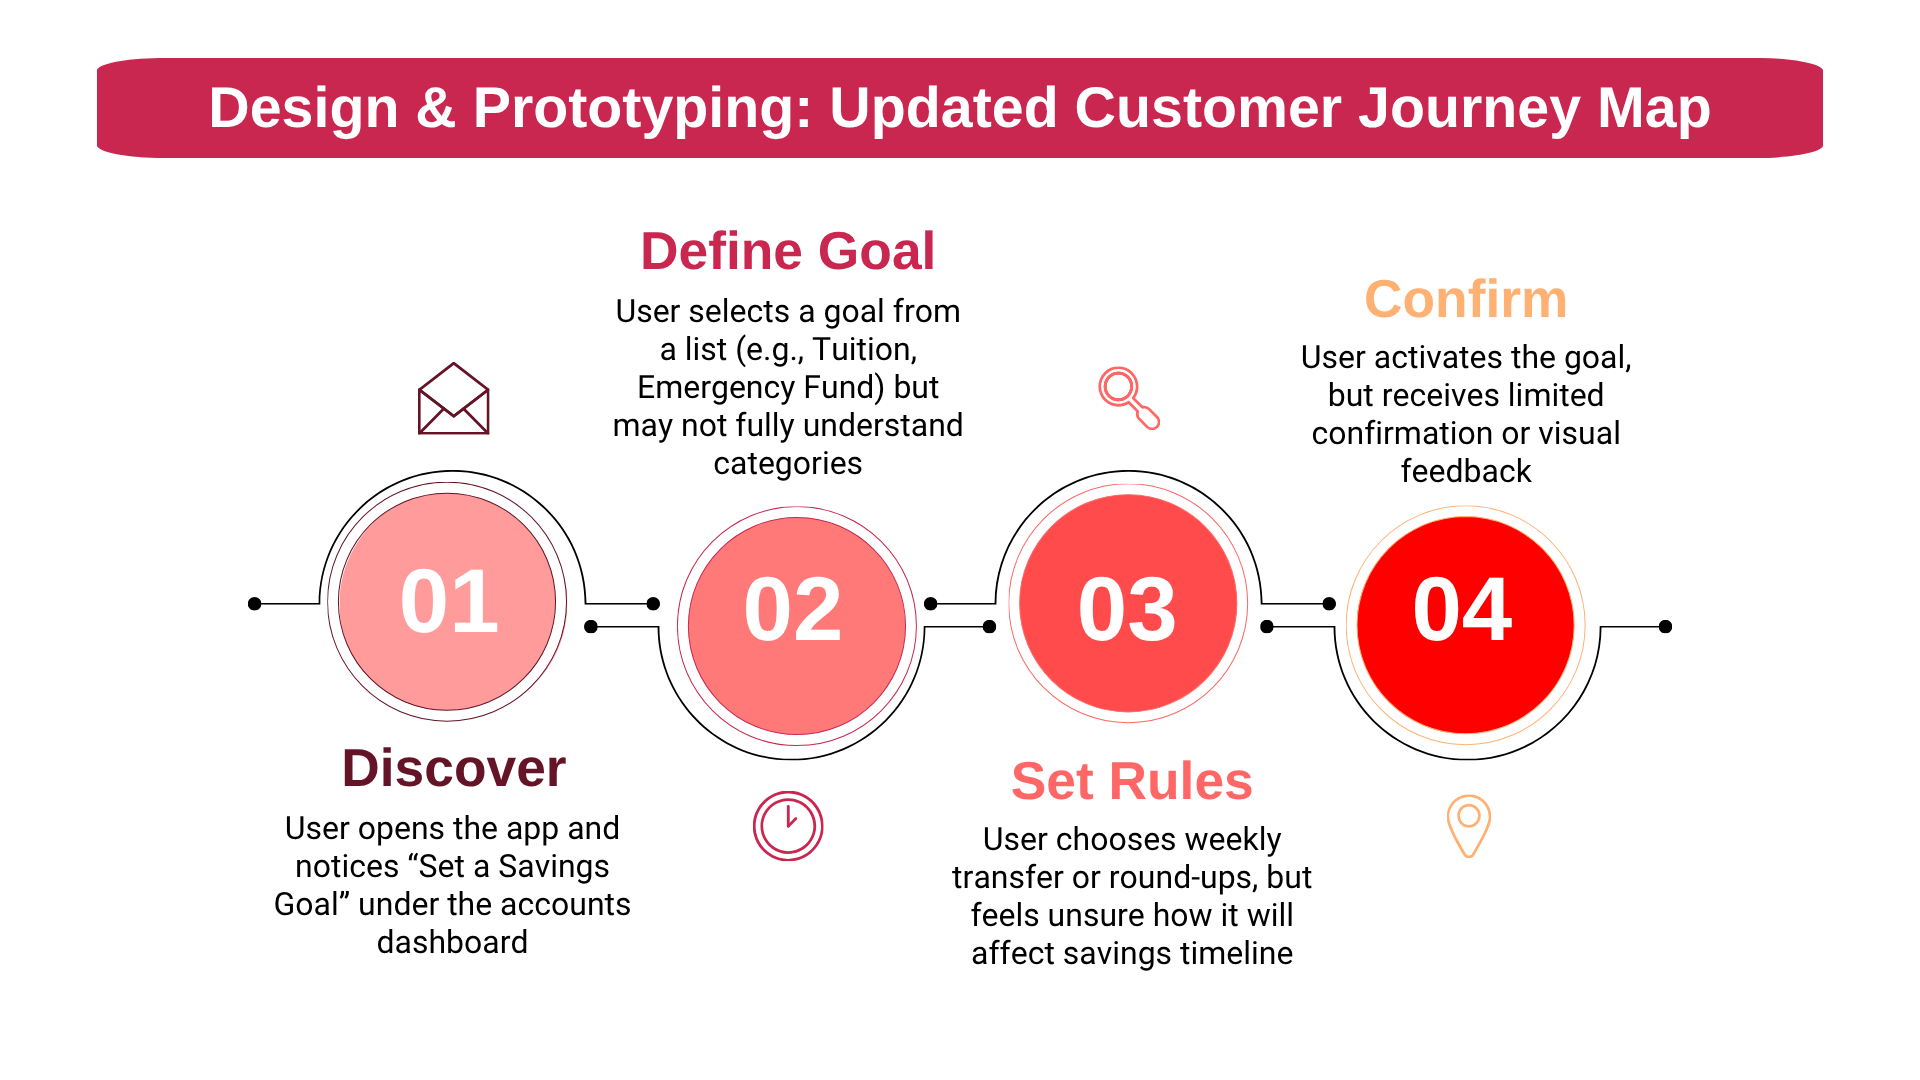 Design & Prototyping: Updated Customer Journey Map
01
Discover
User opens the app and
notices “Set a Savings
Goal” under the accounts
dashboard
Define Goal
User selects a goal from
a list (e.g., Tuition,
Emergency Fund) but
may not fully understand
categories
02
03
Set Rules
User chooses weekly
transfer or round-ups, but
feels unsure how it will
affect savings timeline
Confirm
User activates the goal,
but receives limited
confirmation or visual
feedback
04